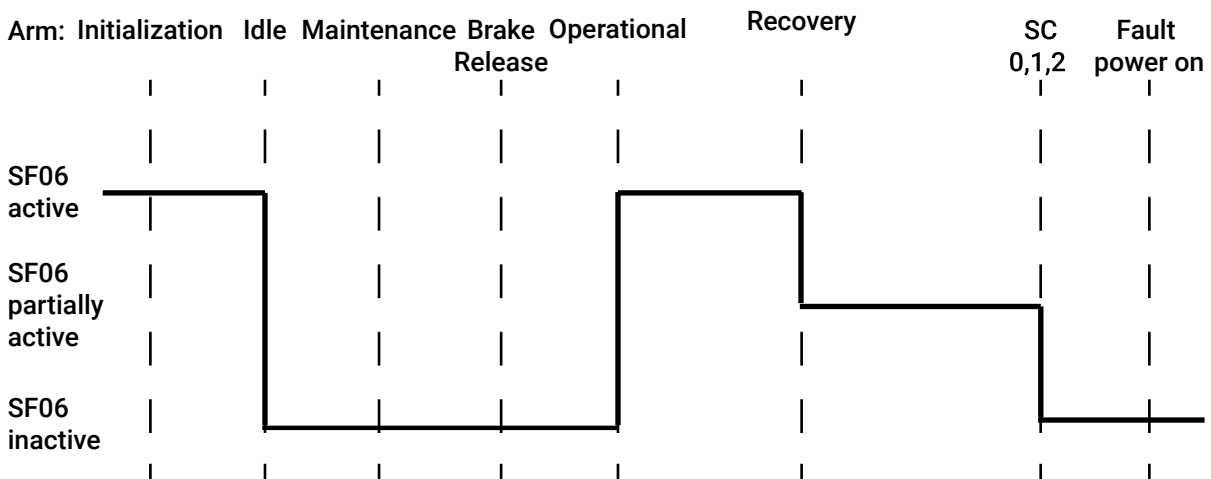 Arm: Initialization Idle Maintenance Brake Operational Recovery SC Fault
Release 0,1,2 power on
SF06
active
SF06
partially
active
SF06
inactive